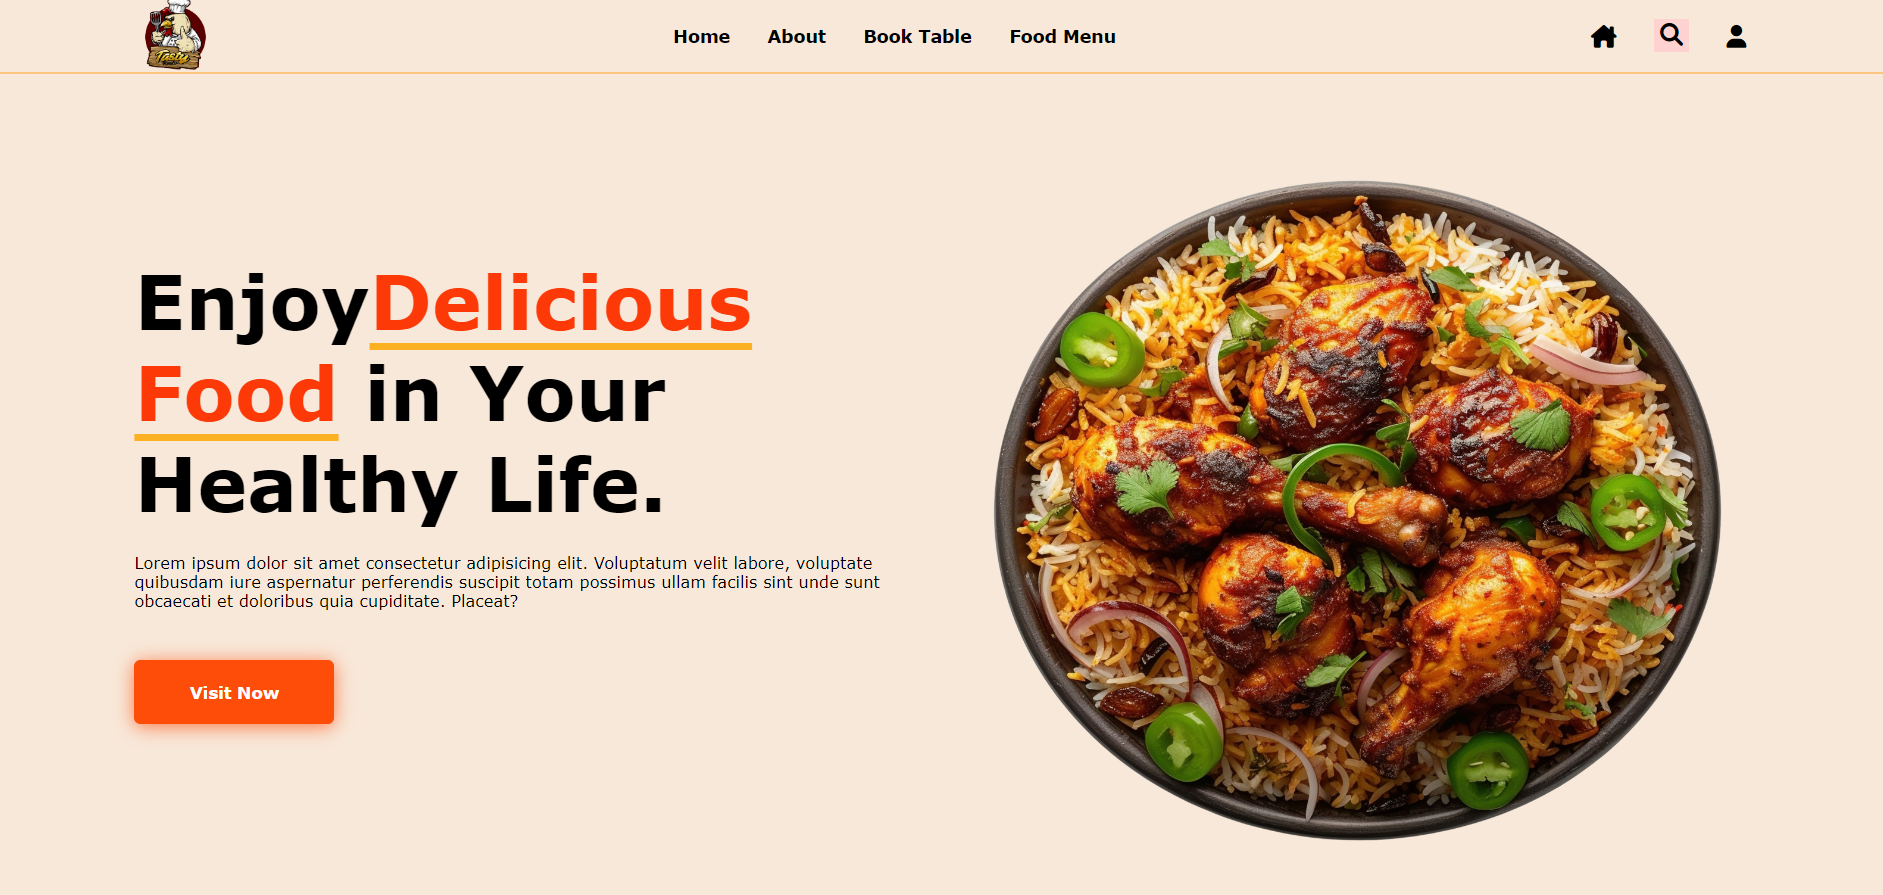 Tasty
Home About Book Table Food Menu
EnjoyDelicious
Food in Your
Healthy Life.
Lorem ipsum dolor sit amet consectetur adipisicing elit. Voluptatum velit labore, voluptate
quibusdam iure aspernatur perferendis suscipit totam possimus ullam facilis sint unde sunt
obcaecati et doloribus quia cupiditate. Placeat?
Visit Now